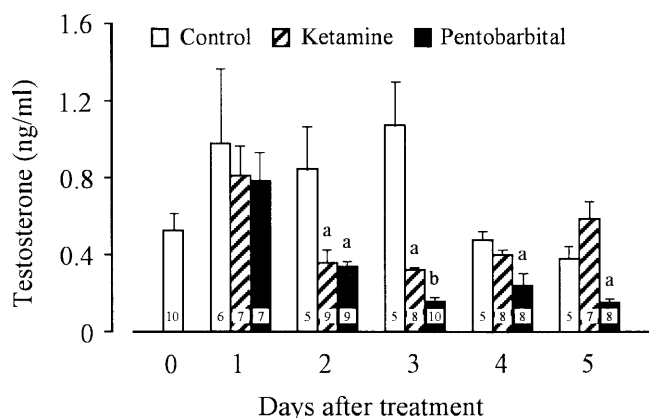 1.6
Control Ketamine Pentobarbital
1.2
0.8
0.4
0
Testosterone (ng/ml)
a a
a b
a
a
10 6 7 7 5 9 9 5 8 10 5 8 8 5 7 8
0 1 2 3 4 5
Days after treatment